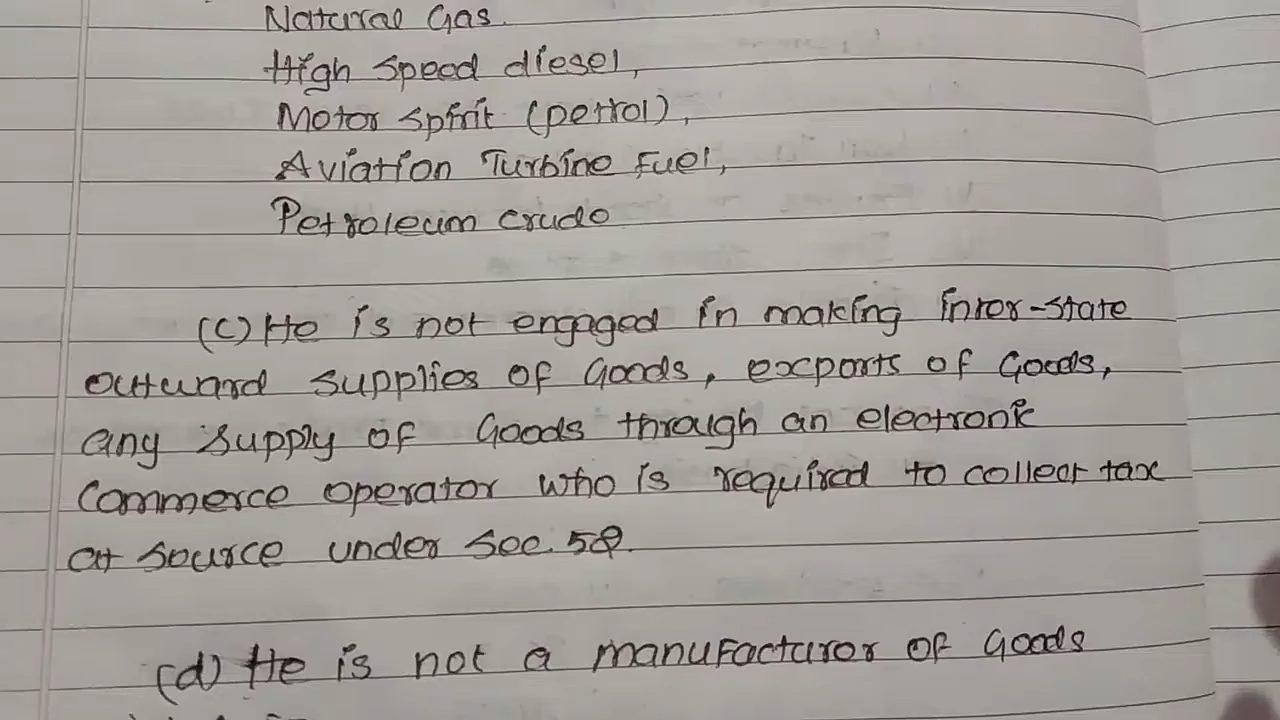 Natural Gas.
High speed diesel,
Motor spirit (petrol),
Aviation Turbine Fuel,
Petroleum crude
(c) He is not engaged in making inter-state
outward supplies of Goods, exports of Goods,
any supply of Goods through an electronic
Commerce operator who is required to collect tax
at source under sec. 52.
(d) He is not a manufacturer of Goods